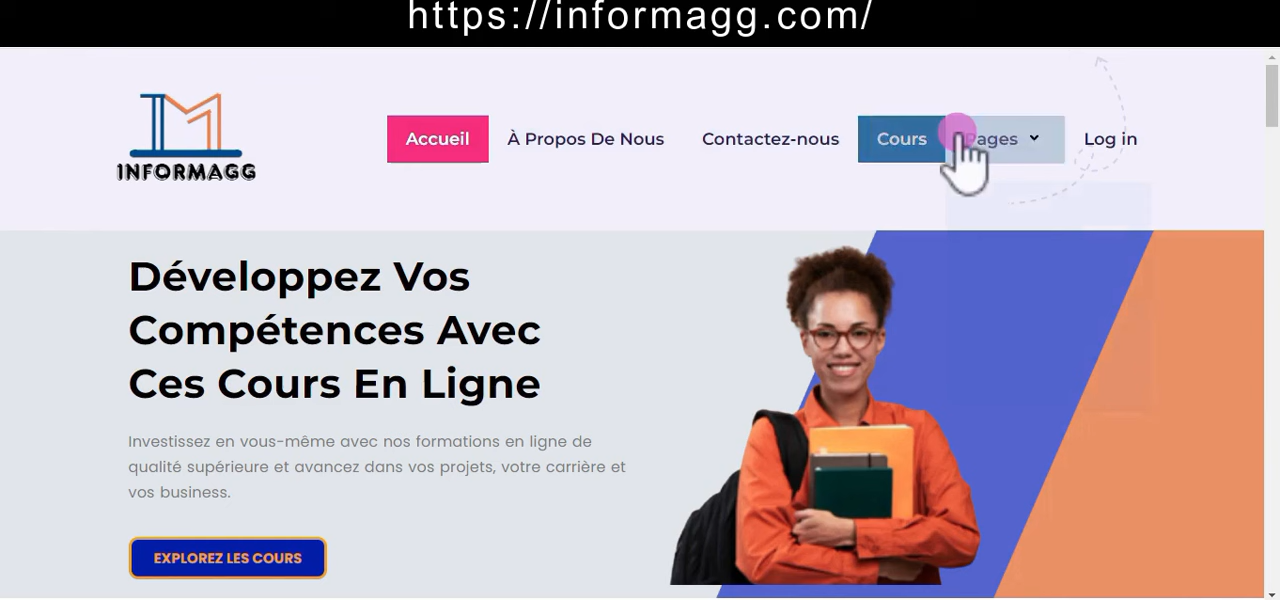 https://informagg.com/
INFORMAGG
Accueil À Propos De Nous Contactez-nous Cours Pages Log in
Développez Vos
Compétences Avec
Ces Cours En Ligne
Investissez en vous-même avec nos formations en ligne de
qualité supérieure et avancez dans vos projets, votre carrière et
vos business.
EXPLOREZ LES COURS